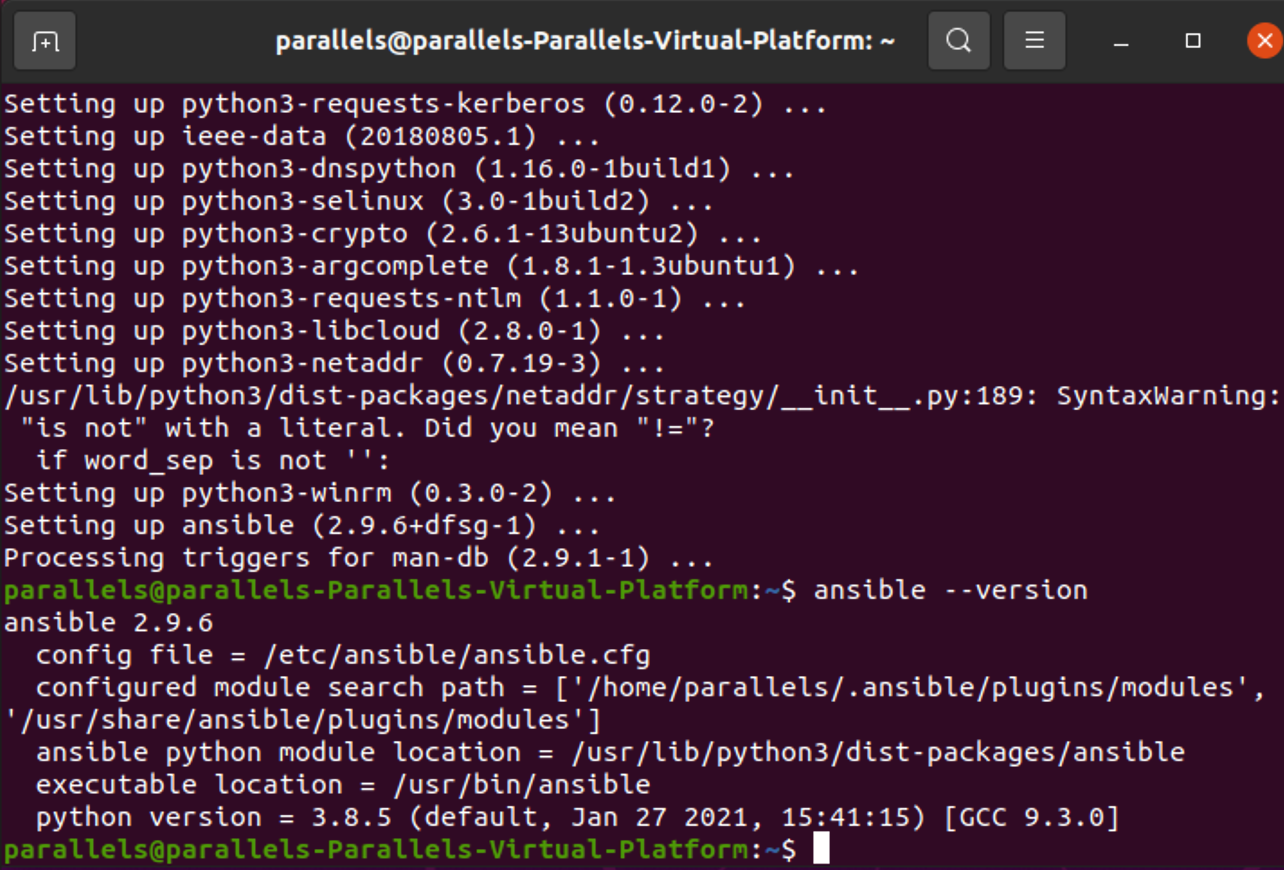 parallels@parallels-Parallels-Virtual-Platform: ~
Setting up python3-requests-kerberos (0.12.0-2) ...
Setting up ieee-data (20180805.1) ...
Setting up python3-dnspython (1.16.0-1build1) ...
Setting up python3-selinux (3.0-1build2) ...
Setting up python3-crypto (2.6.1-13ubuntu2) ...
Setting up python3-argcomplete (1.8.1-1.3ubuntu1) ...
Setting up python3-requests-ntlm (1.1.0-1) ...
Setting up python3-libcloud (2.8.0-1) ...
Setting up python3-netaddr (0.7.19-3) ...
/usr/lib/python3/dist-packages/netaddr/strategy/__init__.py:189: SyntaxWarning:
 "is not" with a literal. Did you mean "!="?
  if word_sep is not '':
Setting up python3-winrm (0.3.0-2) ...
Setting up ansible (2.9.6+dfsg-1) ...
Processing triggers for man-db (2.9.1-1) ...
parallels@parallels-Parallels-Virtual-Platform:~$ ansible --version
ansible 2.9.6
  config file = /etc/ansible/ansible.cfg
  configured module search path = ['/home/parallels/.ansible/plugins/modules',
'/usr/share/ansible/plugins/modules']
  ansible python module location = /usr/lib/python3/dist-packages/ansible
  executable location = /usr/bin/ansible
  python version = 3.8.5 (default, Jan 27 2021, 15:41:15) [GCC 9.3.0]
parallels@parallels-Parallels-Virtual-Platform:~$